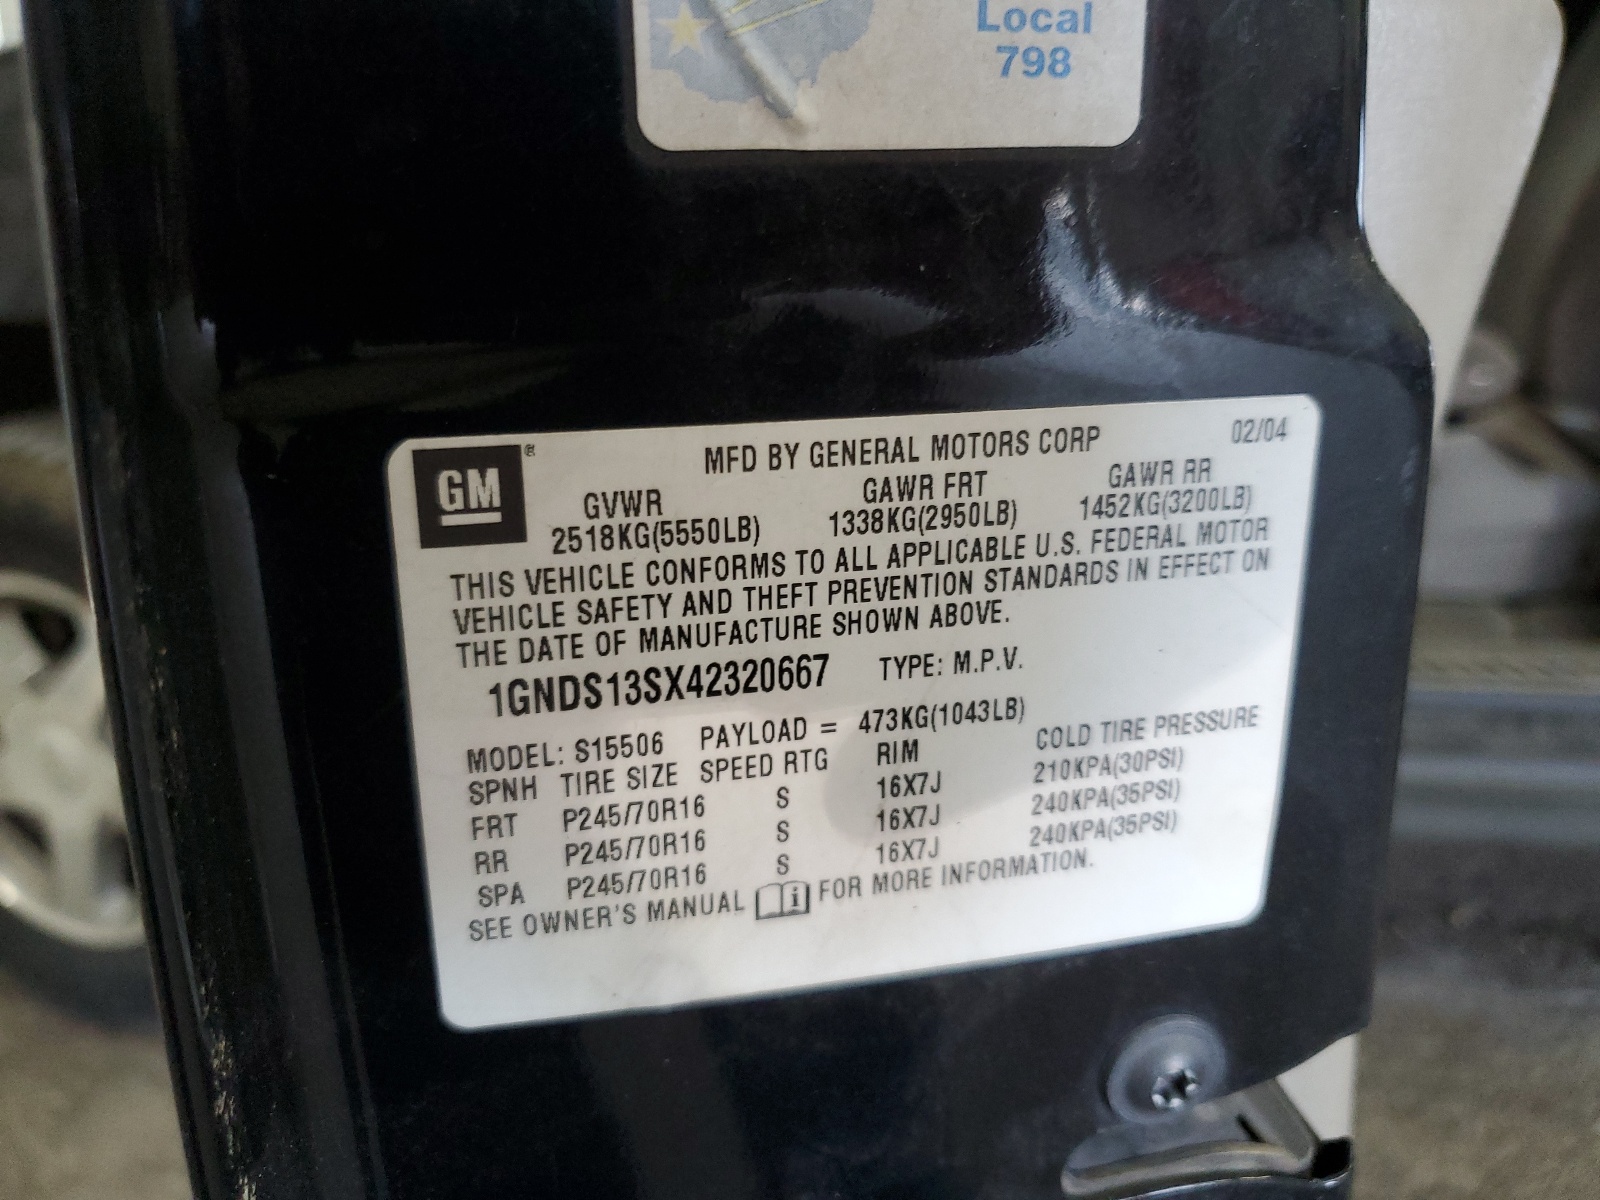 Local
798
GM®
MFD BY GENERAL MOTORS CORP 02/04
GVWR GAWR FRT GAWR RR
2518KG(5550LB) 1338KG(2950LB) 1452KG(3200LB)
THIS VEHICLE CONFORMS TO ALL APPLICABLE U.S. FEDERAL MOTOR
VEHICLE SAFETY AND THEFT PREVENTION STANDARDS IN EFFECT ON
THE DATE OF MANUFACTURE SHOWN ABOVE.
1GNDS13SX42320667 TYPE: M.P.V.
MODEL: S15506 PAYLOAD = 473KG(1043LB)
SPNH TIRE SIZE SPEED RTG RIM COLD TIRE PRESSURE
FRT P245/70R16 S 16X7J 210KPA(30PSI)
RR P245/70R16 S 16X7J 240KPA(35PSI)
SPA P245/70R16 S 16X7J 240KPA(35PSI)
SEE OWNER'S MANUAL i FOR MORE INFORMATION.